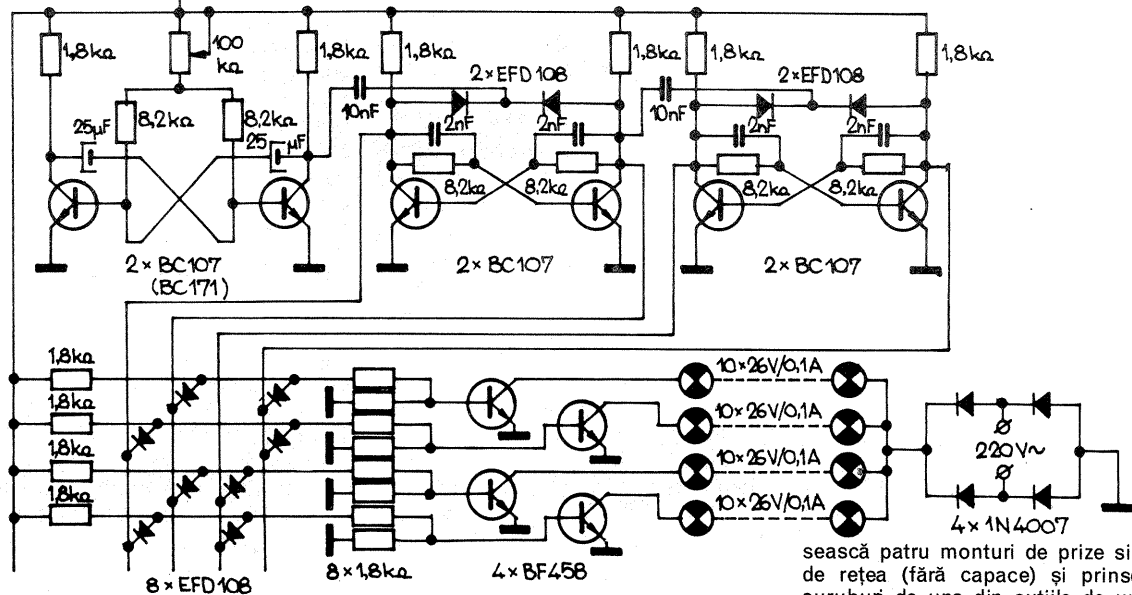 1,8kΩ
100
kΩ
1,8kΩ
1,8kΩ
1,8kΩ
1,8kΩ
1,8kΩ
2×EFD108
2×EFD108
10nF
10nF
8,2kΩ
8,2kΩ
25µF
25 µF
2nF
2nF
2nF
2nF
8,2kΩ
8,2kΩ
8,2kΩ
8,2kΩ
2×BC107
(BC171)
2×BC107
2×BC107
1,8kΩ
10×26V/0,1A
1,8kΩ
10×26V/0,1A
1,8kΩ
10×26V/0,1A
220V~
1,8kΩ
10×26V/0,1A
4×1N4007
8×EFD108
8×1,8kΩ
4×BF458
sească patru monturi de prize si
de rețea (fără capace) și prinse